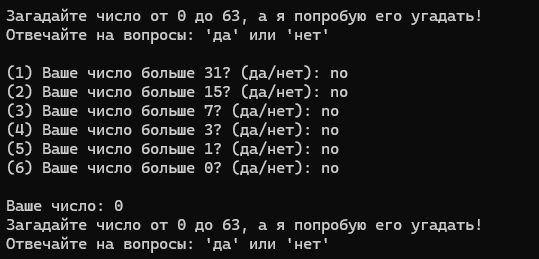 Загадайте число от 0 до 63, а я попробую его угадать!
Отвечайте на вопросы: 'да' или 'нет'
(1) Ваше число больше 31? (да/нет): no
(2) Ваше число больше 15? (да/нет): no
(3) Ваше число больше 7? (да/нет): no
(4) Ваше число больше 3? (да/нет): no
(5) Ваше число больше 1? (да/нет): no
(6) Ваше число больше 0? (да/нет): no
Ваше число: 0
Загадайте число от 0 до 63, а я попробую его угадать!
Отвечайте на вопросы: 'да' или 'нет'